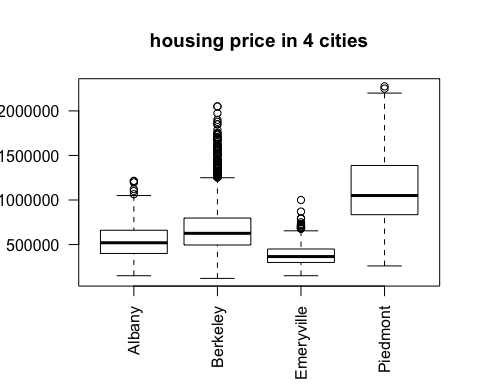 housing price in 4 cities
2000000
1500000
1000000
500000
Albany
Berkeley
Emeryville
Piedmont